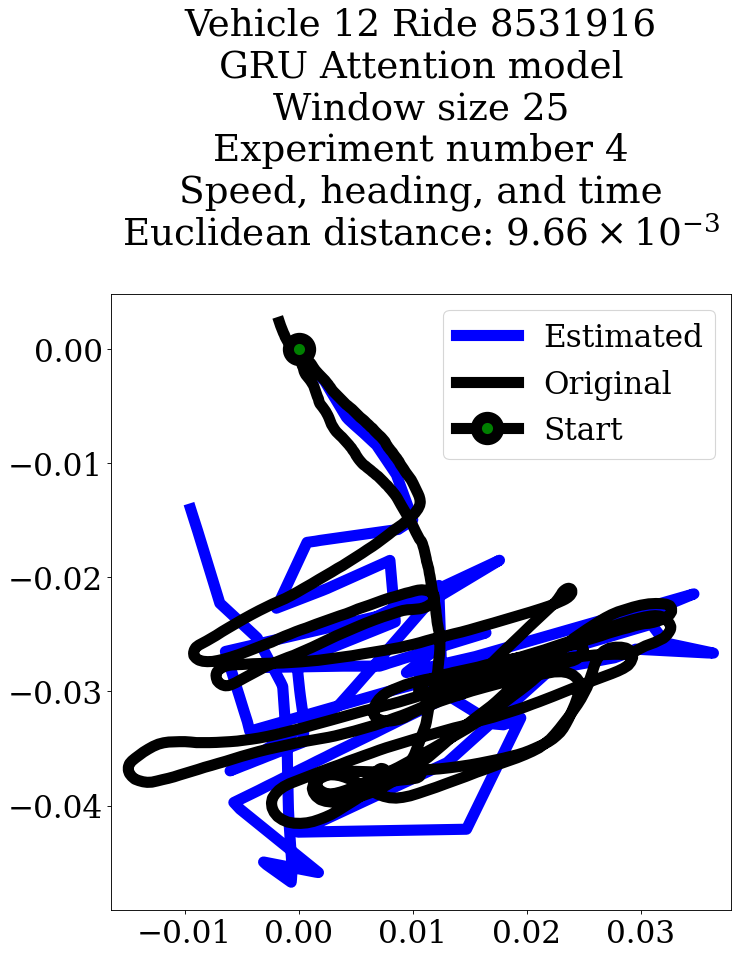 Vehicle 12 Ride 8531916
GRU Attention model
Window size 25
Experiment number 4
Speed, heading, and time
Euclidean distance: 9.66 × 10⁻³
Estimated
Original
Start
0.00
−0.01
−0.02
−0.03
−0.04
−0.01 0.00 0.01 0.02 0.03